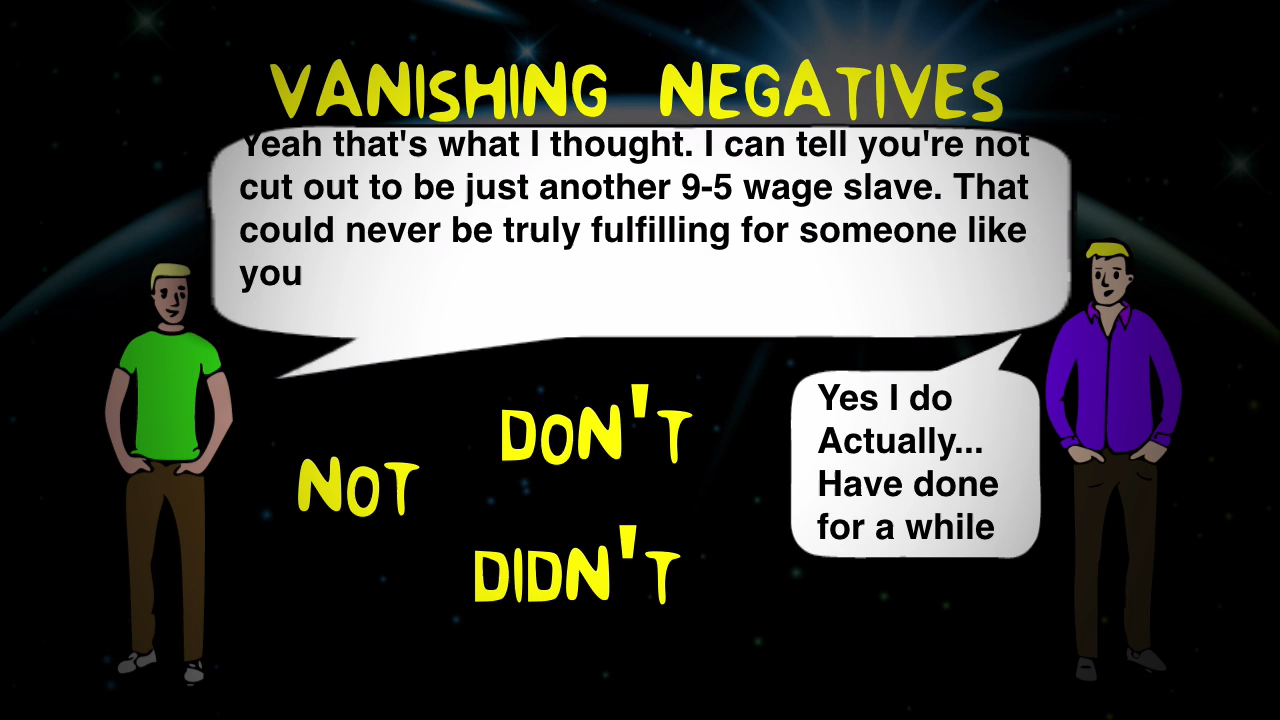 VANISHING NEGATIVES
Yeah that's what I thought. I can tell you're not
cut out to be just another 9-5 wage slave. That
could never be truly fulfilling for someone like
you
Yes I do
Actually...
Have done
for a while
DON'T
NOT
DIDN'T